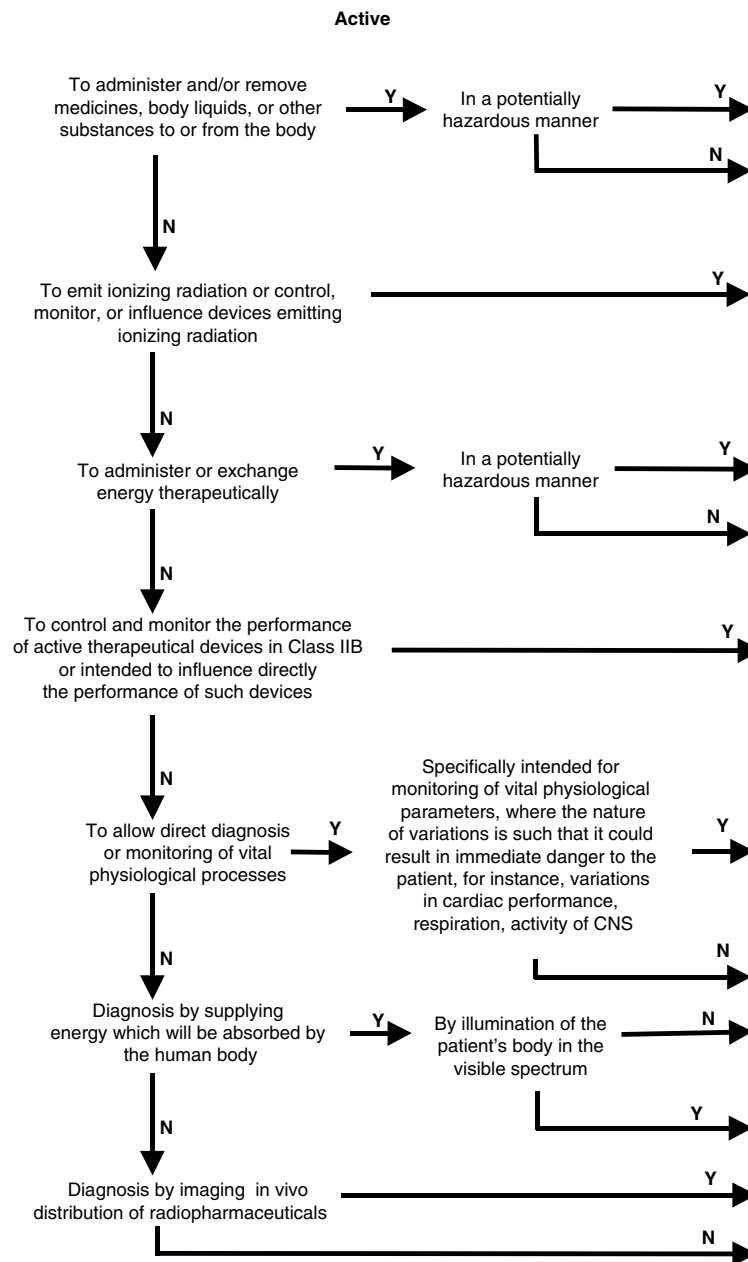 Active
To administer and/or remove
medicines, body liquids, or other
substances to or from the body
Y
In a potentially
hazardous manner
Y
N
N
To emit ionizing radiation or control,
monitor, or influence devices emitting
ionizing radiation
Y
N
To administer or exchange
energy therapeutically
Y
In a potentially
hazardous manner
Y
N
N
To control and monitor the performance
of active therapeutical devices in Class IIB
or intended to influence directly
the performance of such devices
Y
N
To allow direct diagnosis
or monitoring of vital
physiological processes
Y
Specifically intended for
monitoring of vital physiological
parameters, where the nature
of variations is such that it could
result in immediate danger to the
patient, for instance, variations
in cardiac performance,
respiration, activity of CNS
Y
N
N
Diagnosis by supplying
energy which will be absorbed by
the human body
Y
By illumination of the
patient's body in the
visible spectrum
N
Y
N
Diagnosis by imaging in vivo
distribution of radiopharmaceuticals
Y
N